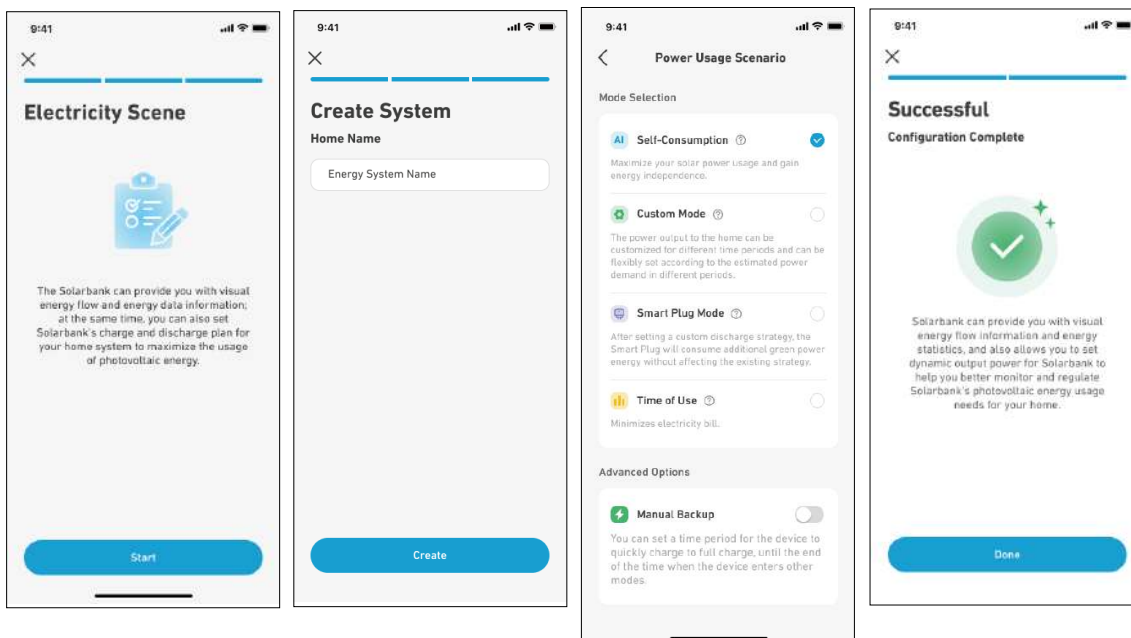 9:41
Electricity Scene
The Solarbank can provide you with visual
energy flow and energy data information;
at the same time, you can also set
Solarbank's charge and discharge plan for
your home system to maximize the usage
of photovoltaic energy.
Start
9:41
Create System
Home Name
Energy System Name
Create
9:41
Power Usage Scenario
Mode Selection
AI Self-Consumption
Maximize your solar power usage and gain
energy independence.
Custom Mode
The power output to the home can be
customized for different time periods and can be
flexibly set according to the estimated power
demand in different periods.
Smart Plug Mode
After setting a custom discharge strategy, the
Smart Plug will consume additional green power
energy without affecting the existing strategy.
Time of Use
Minimizes electricity bill.
Advanced Options
Manual Backup
You can set a time period for the device to
quickly charge to full charge, until the end
of the time when the device enters other
modes.
9:41
Successful
Configuration Complete
Solarbank can provide you with visual
energy flow information and energy
statistics, and also allows you to set
dynamic output power for Solarbank to
help you better monitor and regulate
Solarbank's photovoltaic energy usage
needs for your home.
Done